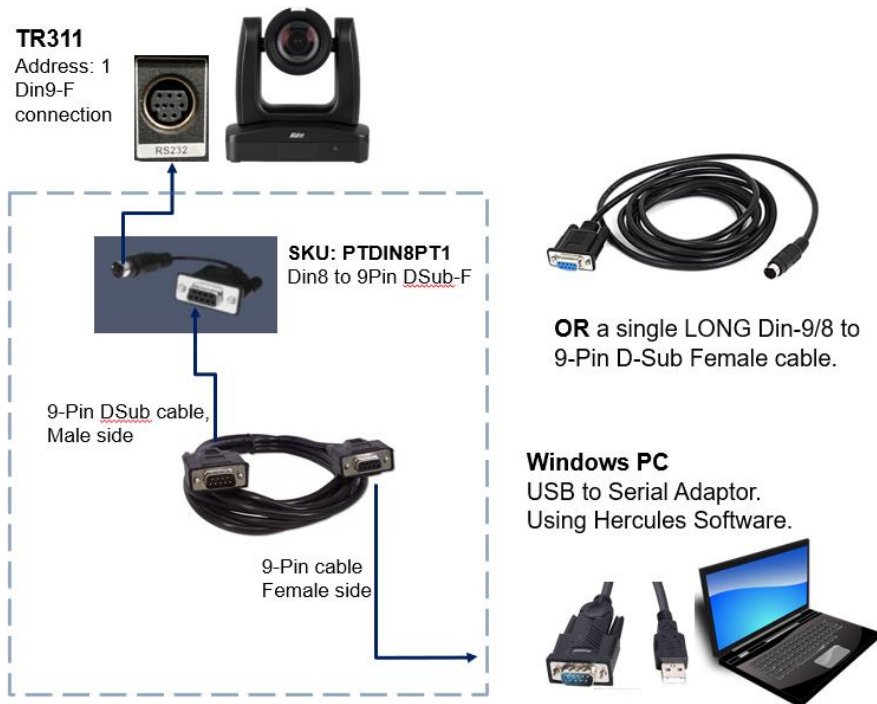 TR311
Address: 1
Din9-F
connection
RS232
AVer
SKU: PTDIN8PT1
Din8 to 9Pin DSub-F
OR a single LONG Din-9/8 to
9-Pin D-Sub Female cable.
9-Pin DSub cable,
Male side
Windows PC
USB to Serial Adaptor.
Using Hercules Software.
9-Pin cable
Female side